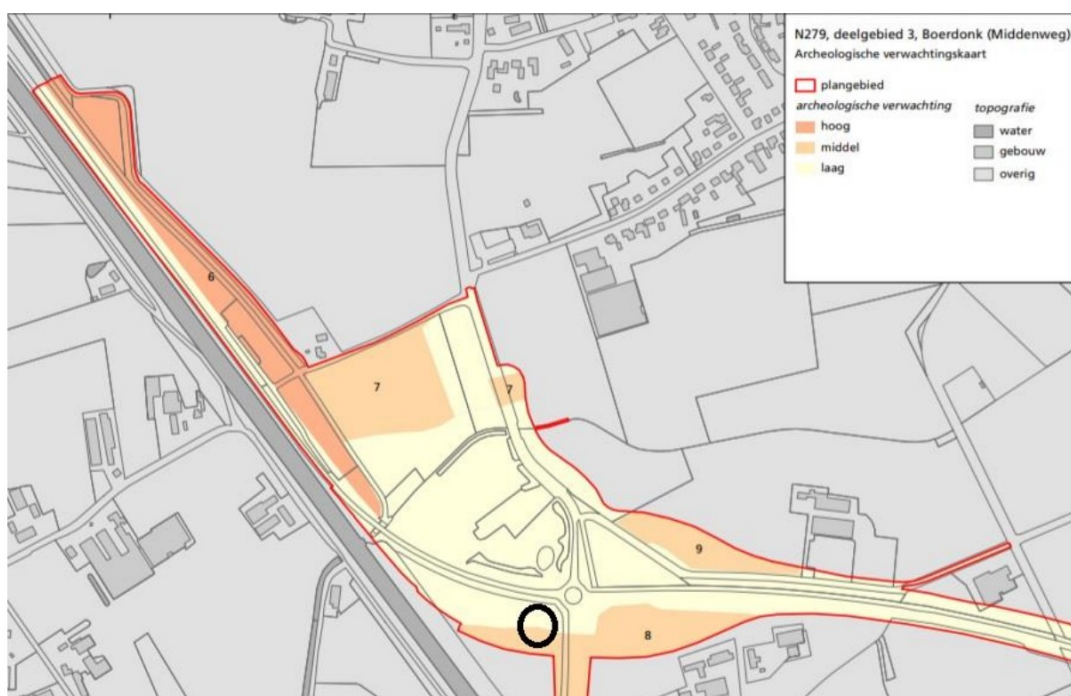 N279, deelgebied 3, Boerdonk (Middenweg)
Archeologische verwachtingskaart
plangebied
archeologische verwachting
hoog
middel
laag
topografie
water
gebouw
overig
6
7
7
9
8